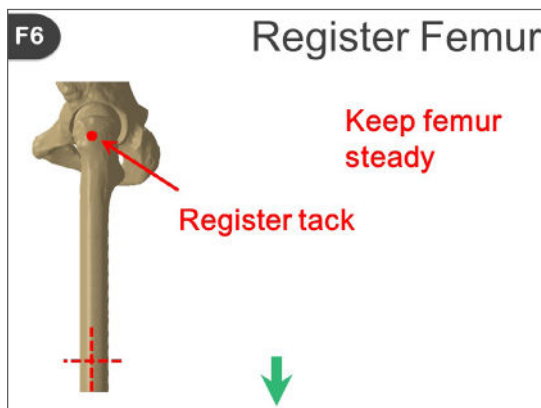 F6
Register Femur
Keep femur
steady
Register tack